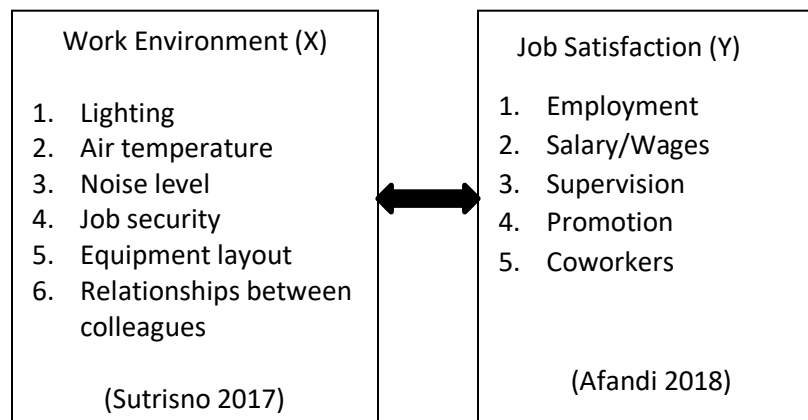 Work Environment (X)
1. Lighting
2. Air temperature
3. Noise level
4. Job security
5. Equipment layout
6. Relationships between
colleagues
(Sutrisno 2017)
Job Satisfaction (Y)
1. Employment
2. Salary/Wages
3. Supervision
4. Promotion
5. Coworkers
(Afandi 2018)